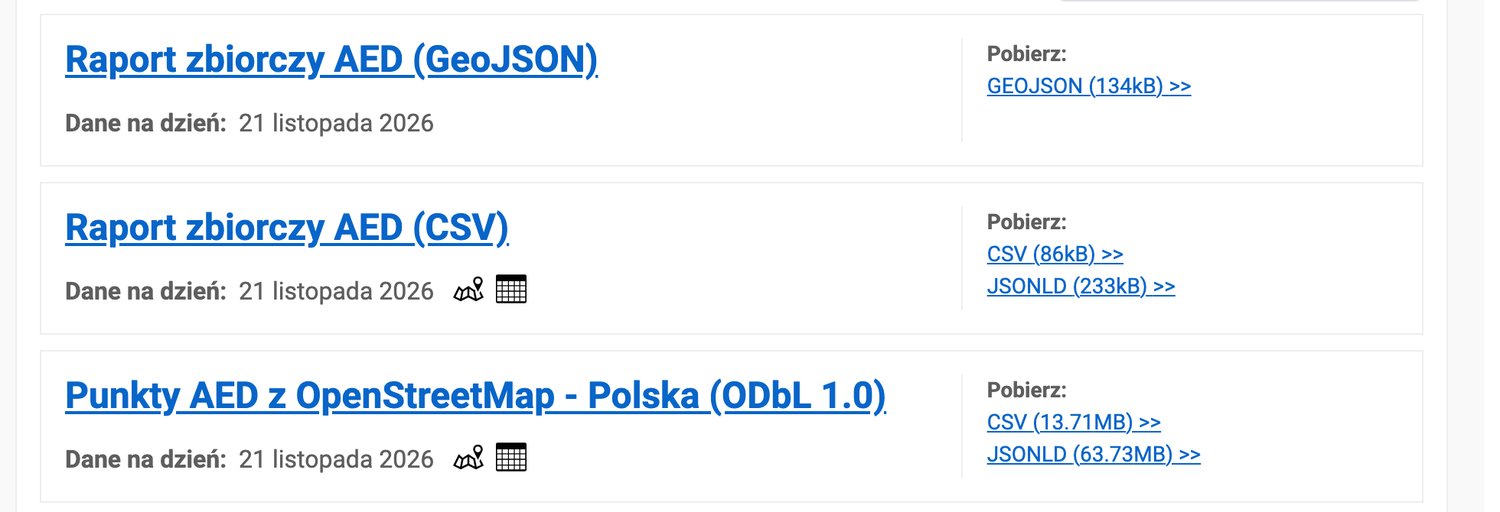 Raport zbiorczy AED (GeoJSON)
Dane na dzień: 21 listopada 2026
Pobierz:
GEOJSON (134kB) >>
Raport zbiorczy AED (CSV)
Dane na dzień: 21 listopada 2026
Pobierz:
CSV (86kB) >>
JSONLD (233kB) >>
Punkty AED z OpenStreetMap - Polska (ODbL 1.0)
Dane na dzień: 21 listopada 2026
Pobierz:
CSV (13.71MB) >>
JSONLD (63.73MB) >>